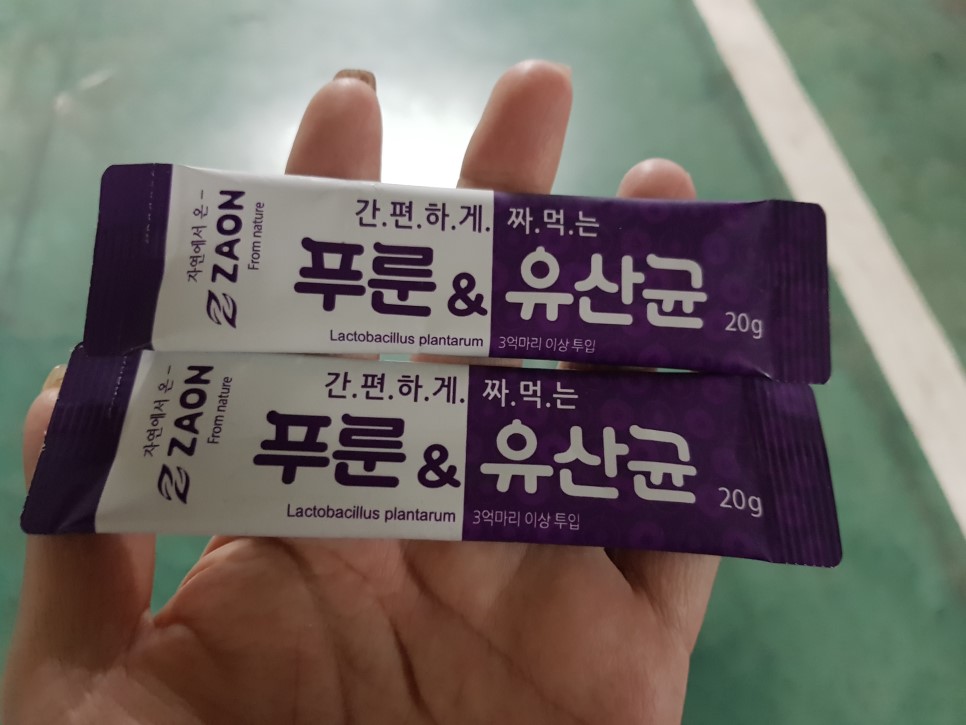 자연에서 온 –
ZAON
From nature
간.편.하.게. 짜.먹.는
푸룬 & 유산균
20g
Lactobacillus plantarum
3억마리 이상 투입
자연에서 온 –
ZAON
From nature
간.편.하.게. 짜.먹.는
푸룬 & 유산균
20g
Lactobacillus plantarum
3억마리 이상 투입